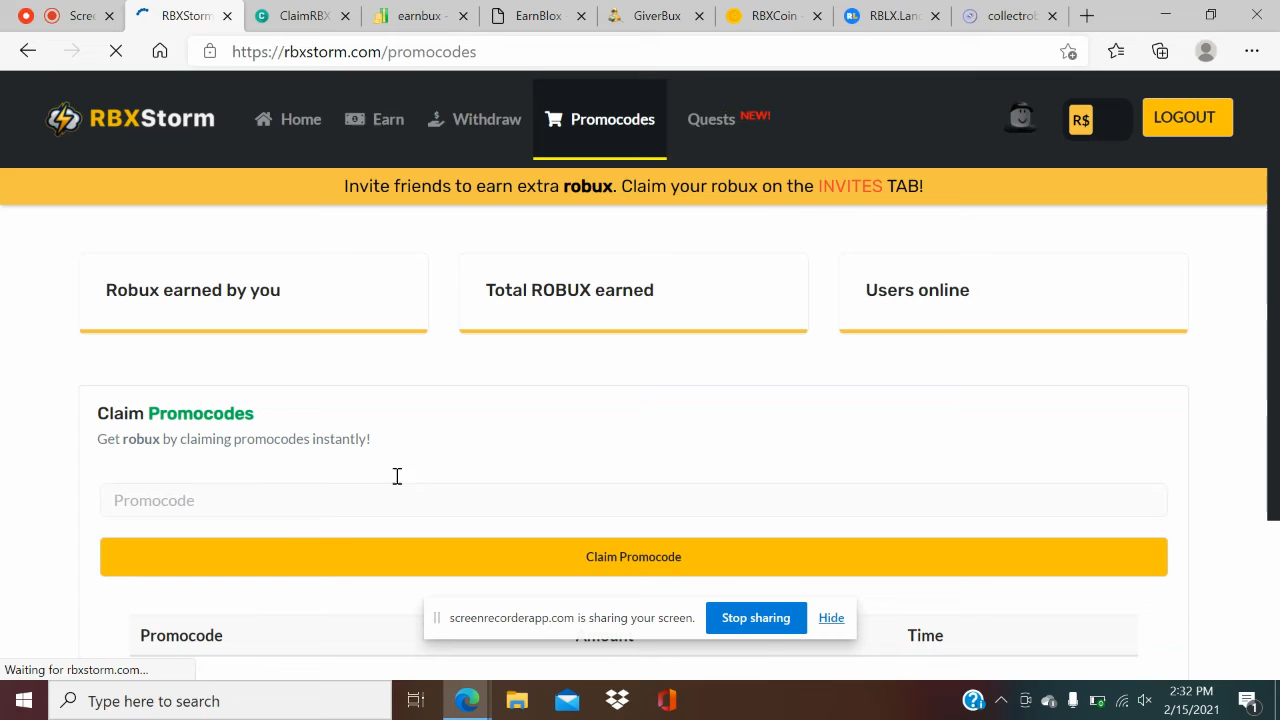 Scree
RBXStorm
ClaimRBX
earnbux -
EarnBlox -
GiverBux
RBXCoin -
RBLX.Lan
collectrob
https://rbxstorm.com/promocodes
RBXStorm
Home
Earn
Withdraw
Promocodes
Quests NEW!
R$
LOGOUT
Invite friends to earn extra robux. Claim your robux on the INVITES TAB!
Robux earned by you
Total ROBUX earned
Users online
Claim Promocodes
Get robux by claiming promocodes instantly!
Promocode
Claim Promocode
screenrecorderapp.com is sharing your screen.
Stop sharing
Hide
Promocode
Amount
Time
Waiting for rbxstorm.com...
Type here to search
2:32 PM
2/15/2021